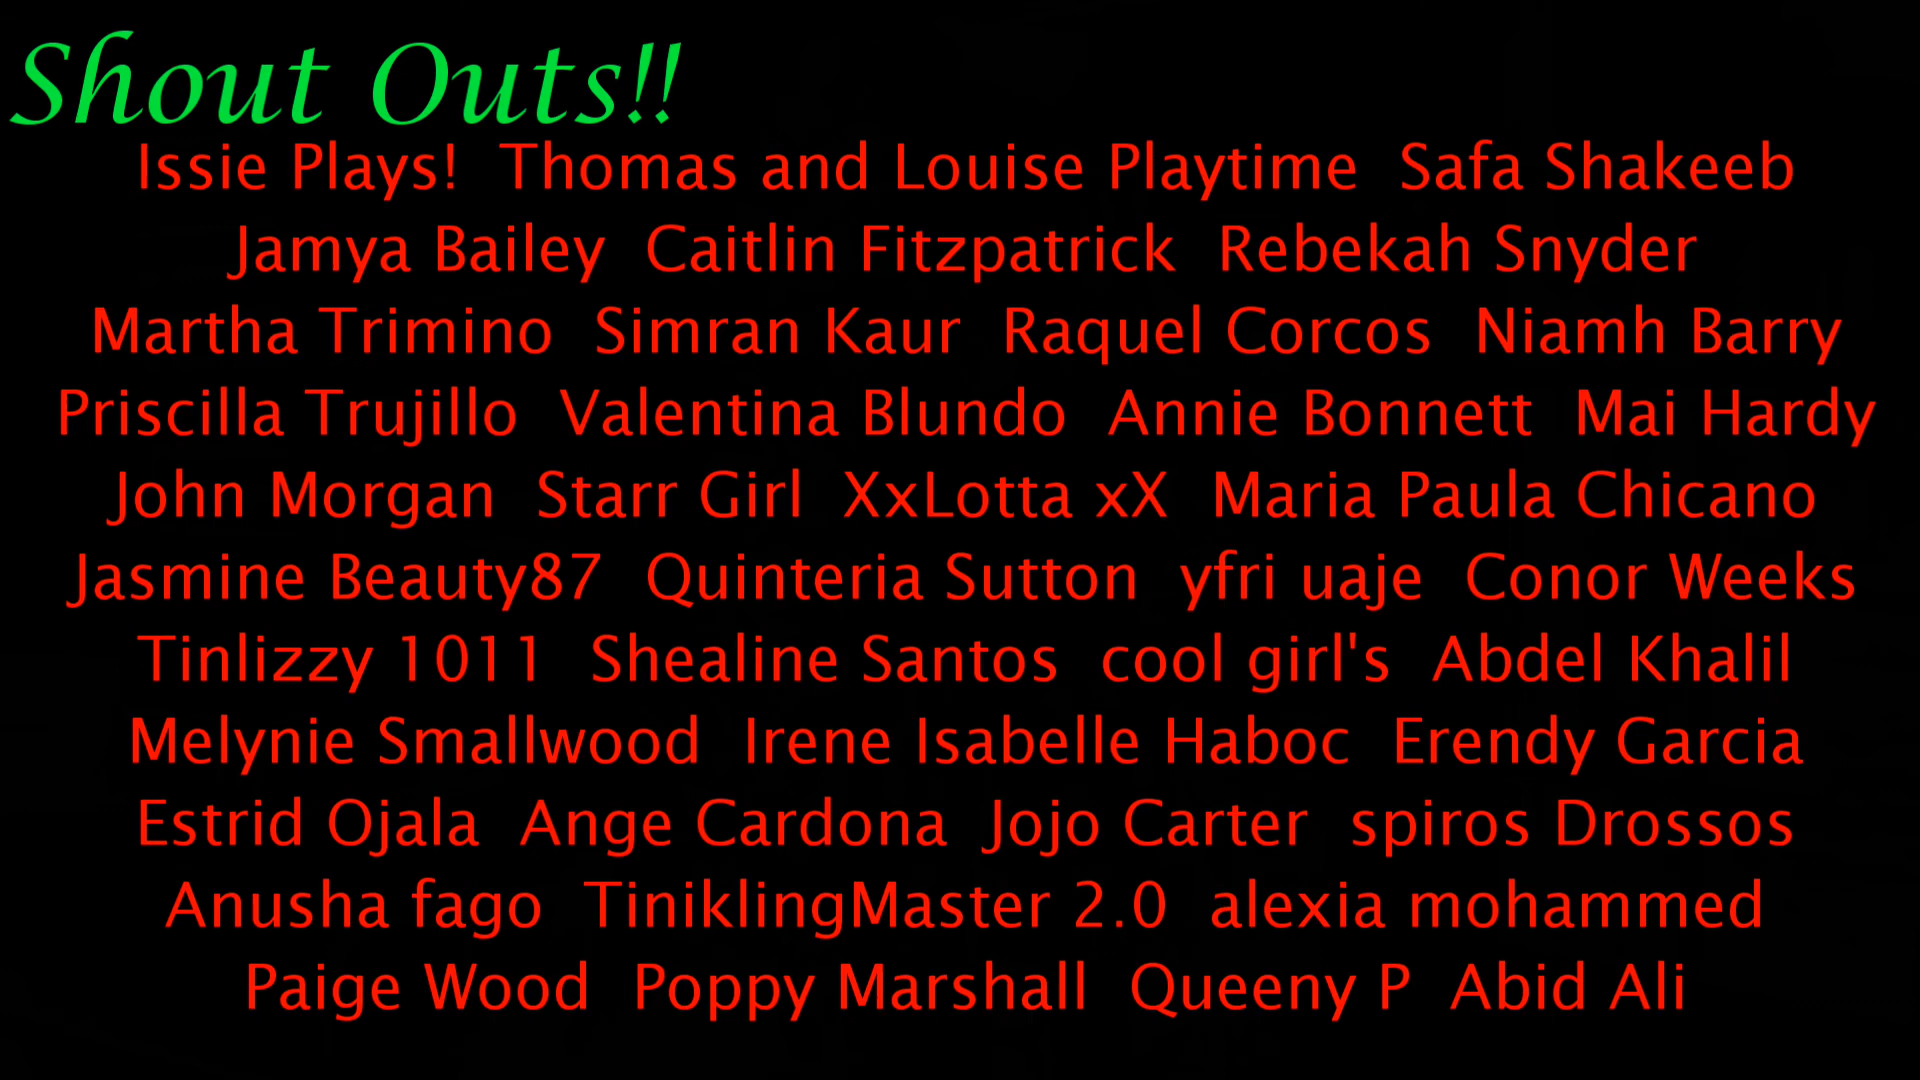 Shout Outs!!
Issie Plays!  Thomas and Louise Playtime  Safa Shakeeb
Jamya Bailey  Caitlin Fitzpatrick  Rebekah Snyder
Martha Trimino  Simran Kaur  Raquel Corcos  Niamh Barry
Priscilla Trujillo  Valentina Blundo  Annie Bonnett  Mai Hardy
John Morgan  Starr Girl  XxLotta xX  Maria Paula Chicano
Jasmine Beauty87  Quinteria Sutton  yfri uaje  Conor Weeks
Tinlizzy 1011  Shealine Santos  cool girl's  Abdel Khalil
Melynie Smallwood  Irene Isabelle Haboc  Erendy Garcia
Estrid Ojala  Ange Cardona  Jojo Carter  spiros Drossos
Anusha fago  TiniklingMaster 2.0  alexia mohammed
Paige Wood  Poppy Marshall  Queeny P  Abid Ali